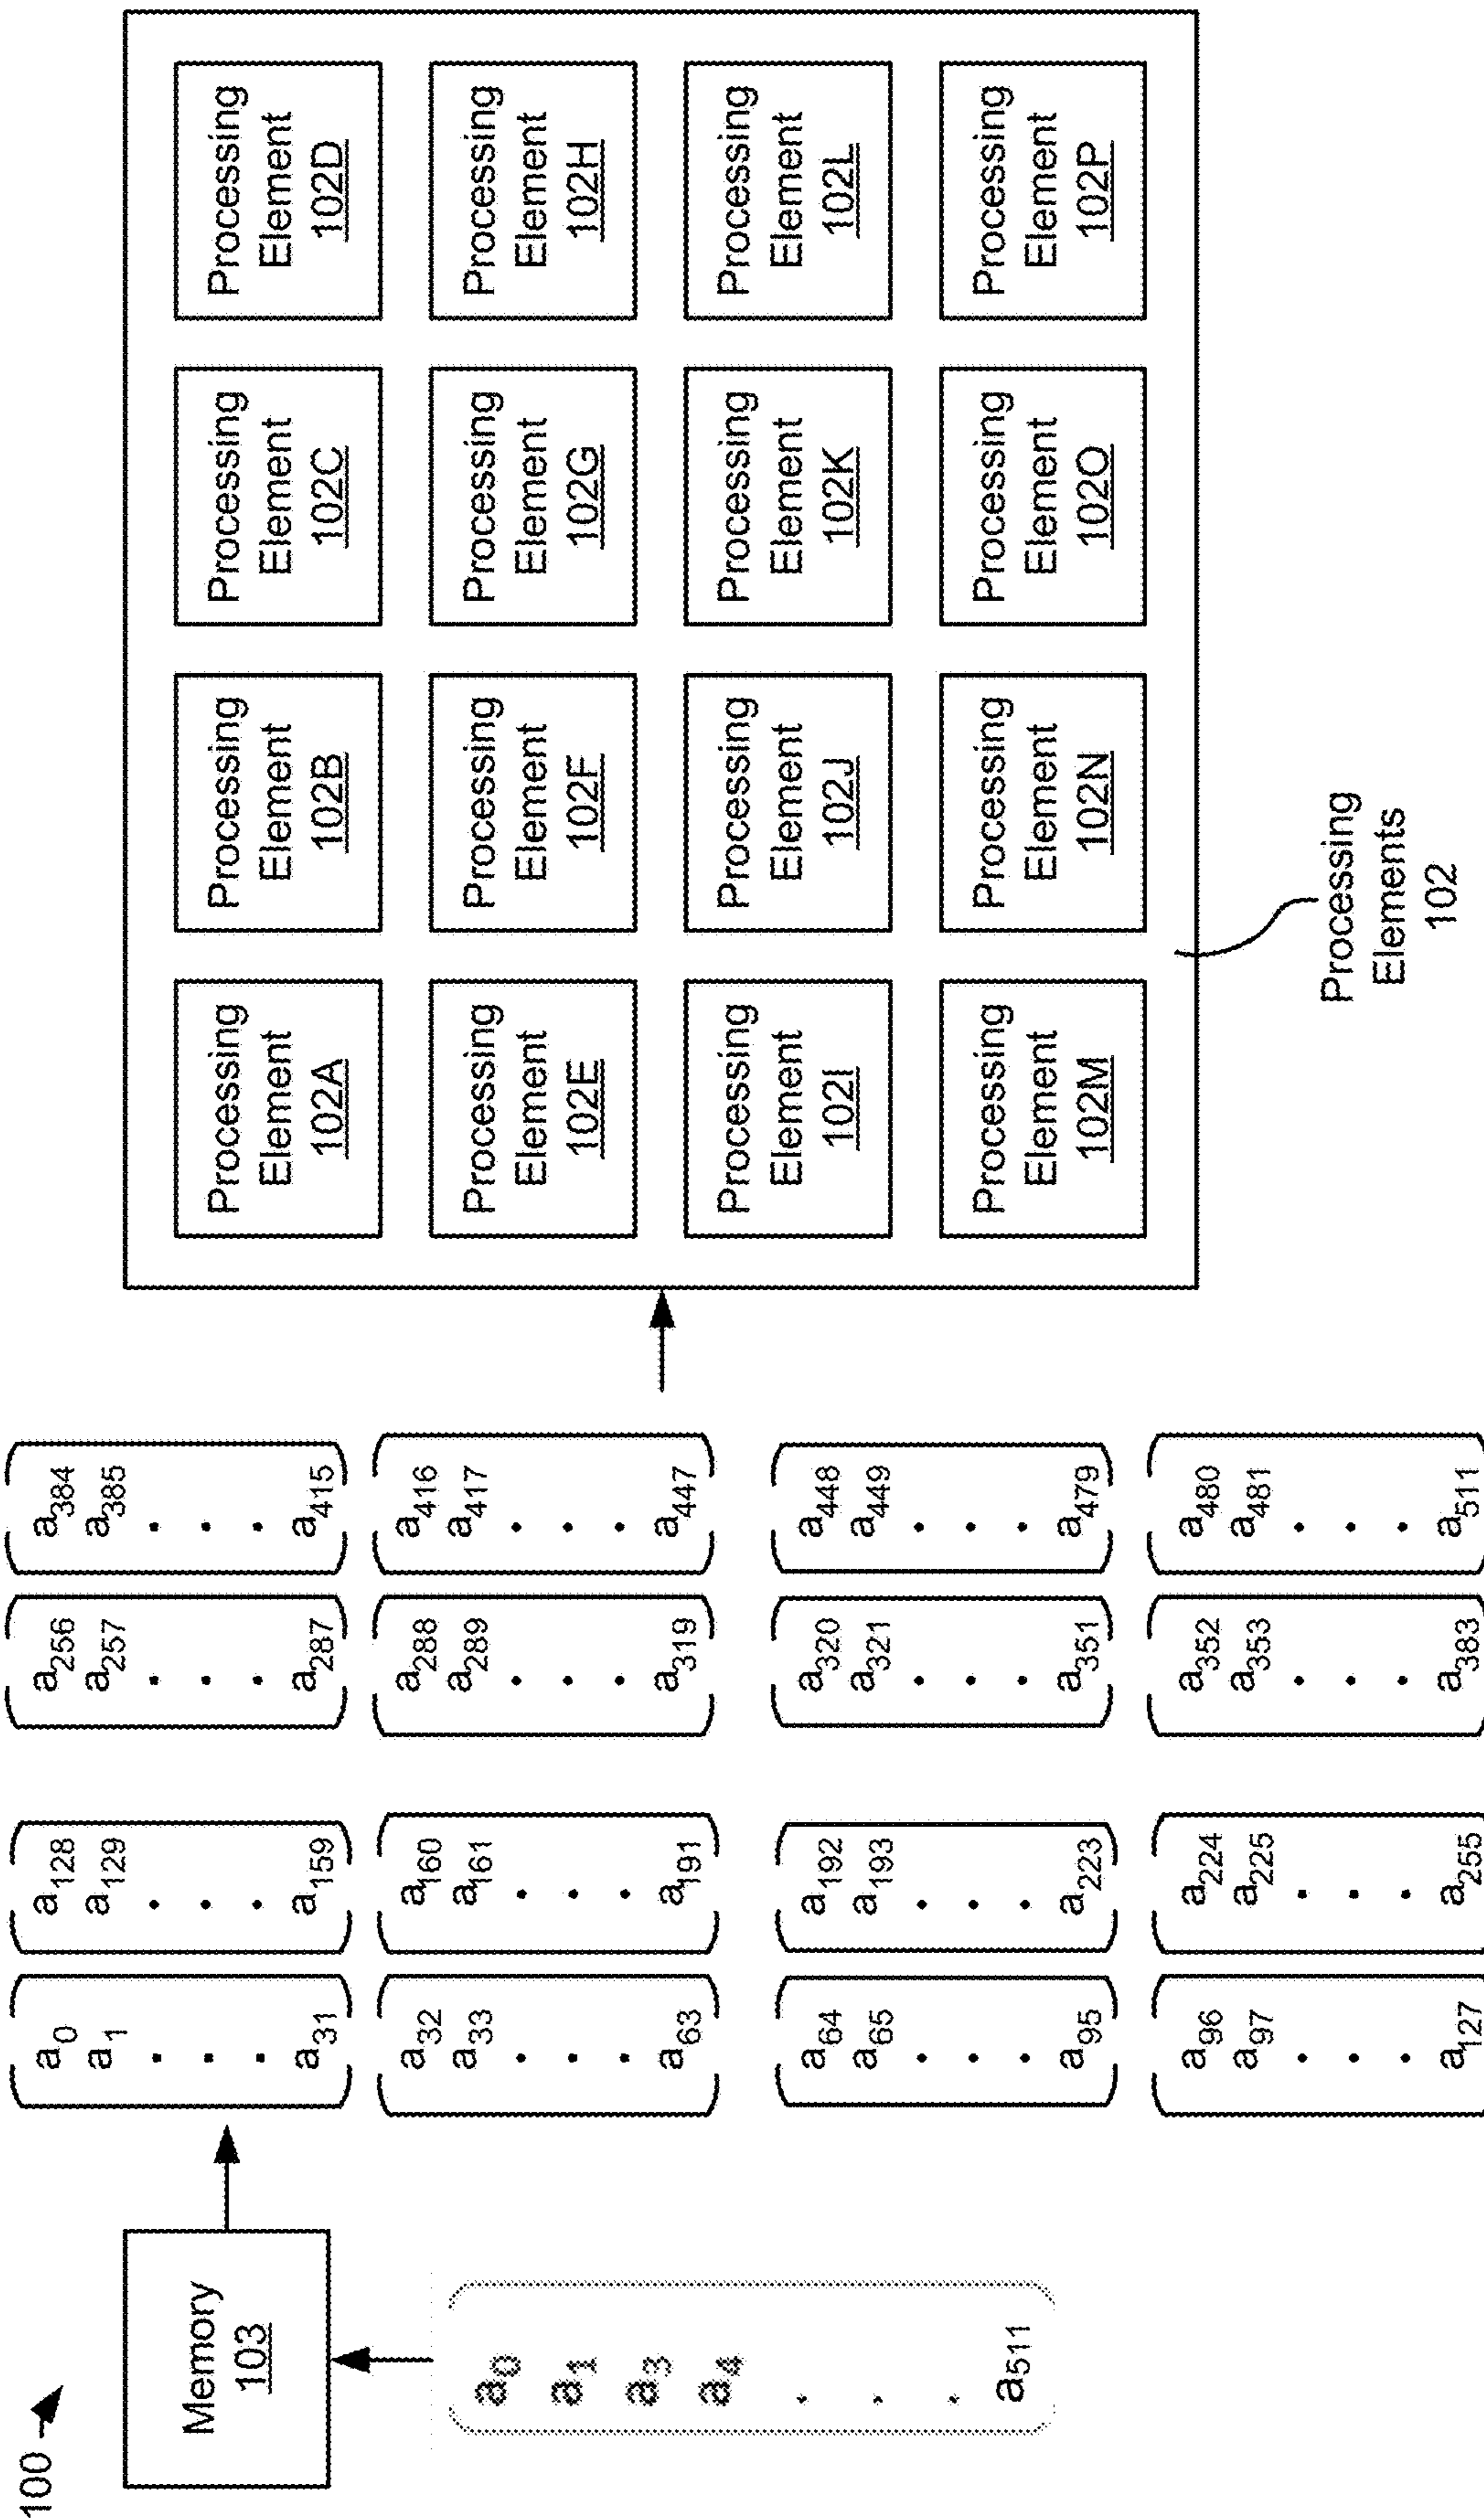 100
Memory
103
a0
a1
a3
a4
.
.
.
a511
a0
a1
.
.
.
a31
a128
a129
.
.
.
a159
a256
a257
.
.
.
a287
a384
a385
.
.
.
a415
a32
a33
.
.
.
a63
a160
a161
.
.
.
a191
a288
a289
.
.
.
a319
a416
a417
.
.
.
a447
a64
a65
.
.
.
a95
a192
a193
.
.
.
a223
a320
a321
.
.
.
a351
a448
a449
.
.
.
a479
a96
a97
.
.
.
a127
a224
a225
.
.
.
a255
a352
a353
.
.
.
a383
a480
a481
.
.
.
a511
Processing
Element
102A
Processing
Element
102B
Processing
Element
102C
Processing
Element
102D
Processing
Element
102E
Processing
Element
102F
Processing
Element
102G
Processing
Element
102H
Processing
Element
102I
Processing
Element
102J
Processing
Element
102K
Processing
Element
102L
Processing
Element
102M
Processing
Element
102N
Processing
Element
102O
Processing
Element
102P
Processing
Elements
102